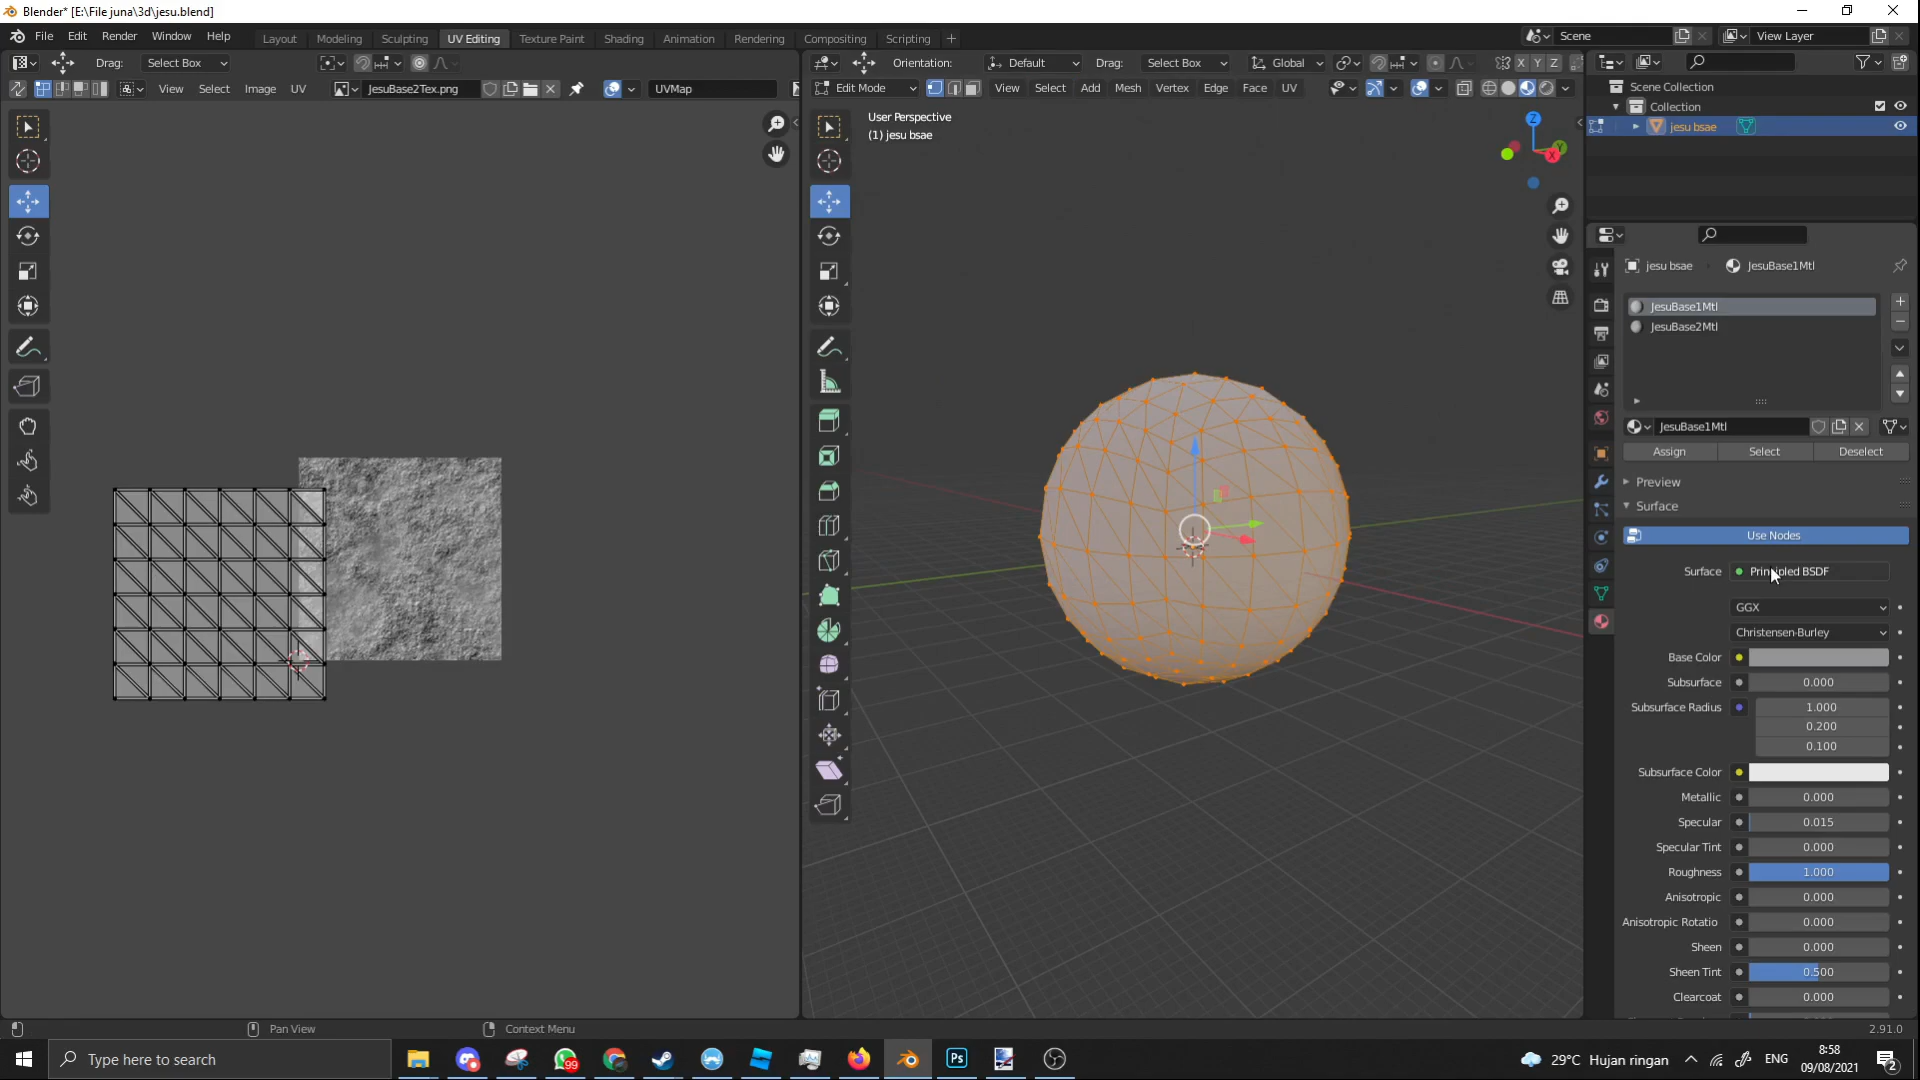 Blender* [E:\File juna\3d\jesu.blend]
File Edit Render Window Help Layout Modeling Sculpting UV Editing Texture Paint Shading Animation Rendering Compositing Scripting + Scene View Layer
Drag: Select Box Orientation: Default Drag: Select Box Global X Y Z
View Select Image UV JesuBase2Tex.png UVMap Edit Mode View Select Add Mesh Vertex Edge Face UV
Scene Collection
Collection
jesu bsae
User Perspective
(1) jesu bsae
Z
Y
X
jesu bsae JesuBase1Mtl
JesuBase1Mtl
JesuBase2Mtl
JesuBase1Mtl
Assign Select Deselect
Preview
Surface
Use Nodes
Surface Principled BSDF
GGX
Christensen-Burley
Base Color
Subsurface 0.000
Subsurface Radius 1.000
0.200
0.100
Subsurface Color
Metallic 0.000
Specular 0.015
Specular Tint 0.000
Roughness 1.000
Anisotropic 0.000
Anisotropic Rotatio 0.000
Sheen 0.000
Sheen Tint 0.500
Clearcoat 0.000
Pan View Context Menu 2.91.0
Type here to search 99 Ps 29°C Hujan ringan ENG 8:58
09/08/2021 2